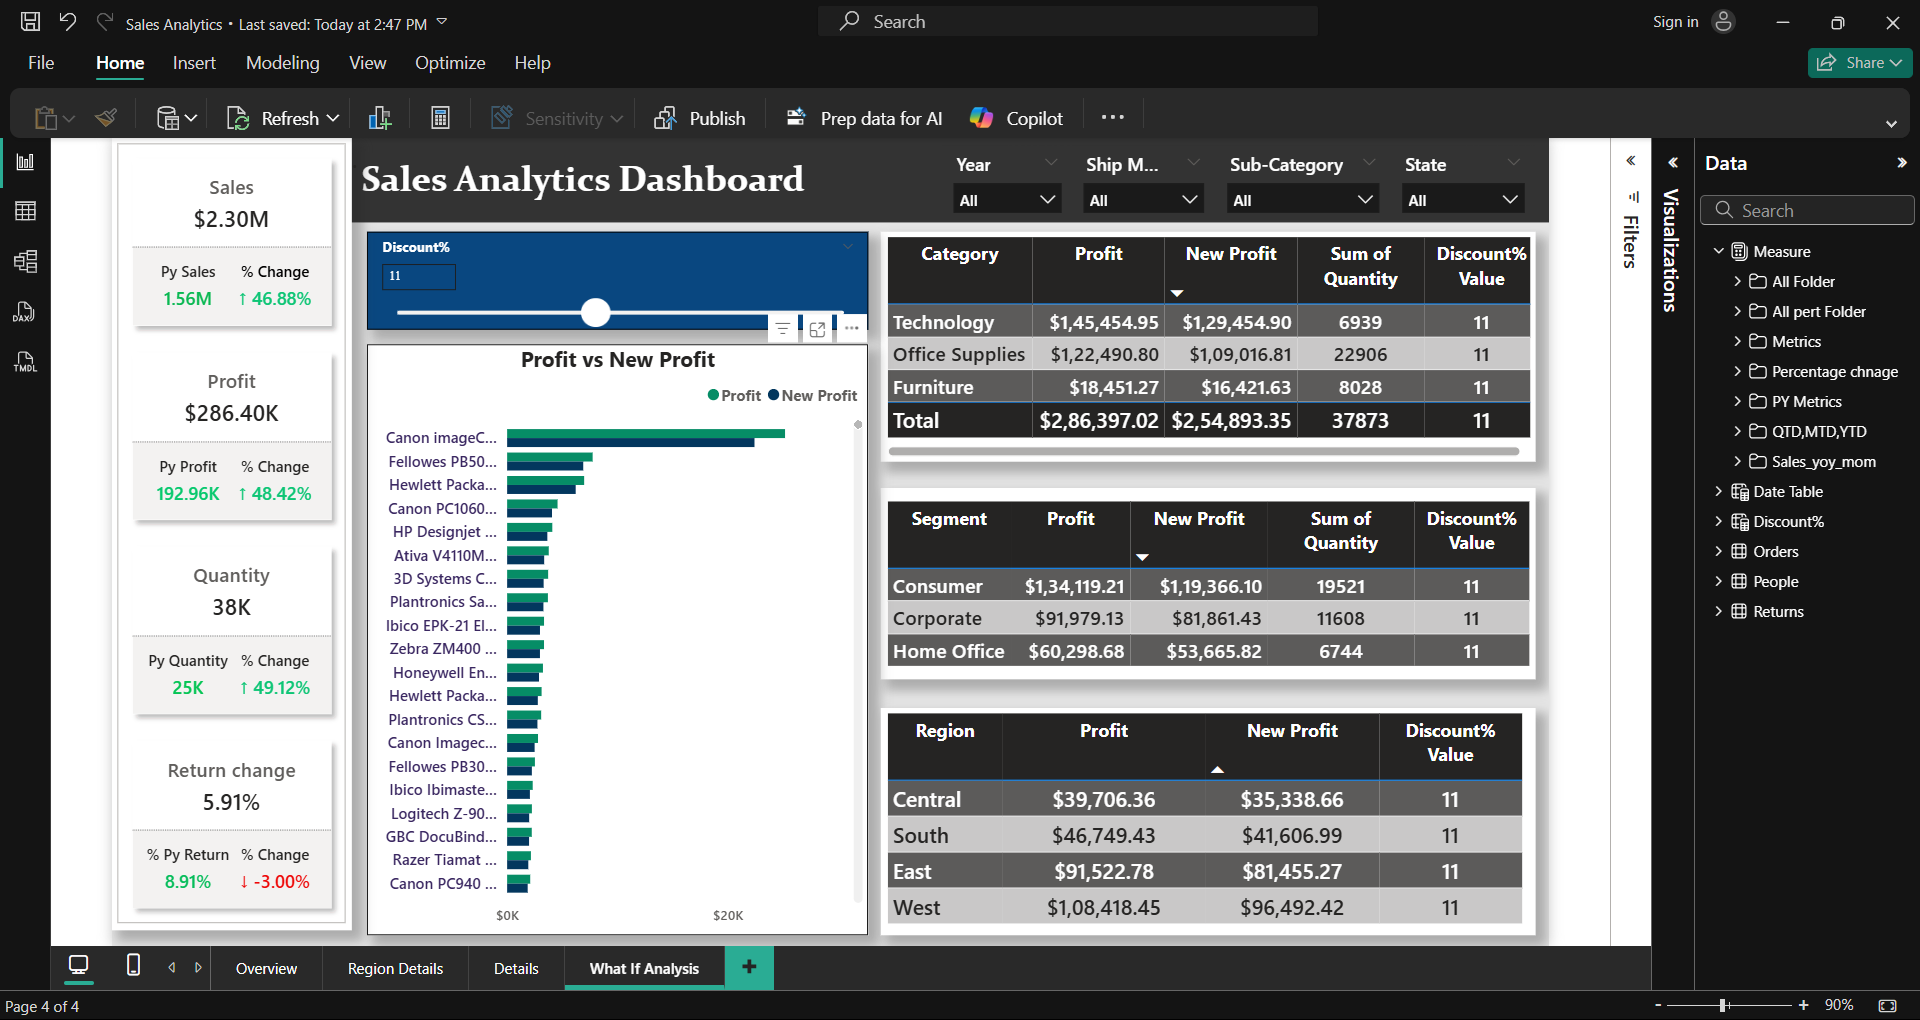 Sales Analytics • Last saved: Today at 2:47 PM
Search
Sign in
File
Home
Insert
Modeling
View
Optimize
Help
Share
Refresh
Sensitivity
Publish
Prep data for AI
Copilot
DAX
TMDL
Sales
$2.30M
Py Sales % Change
1.56M ↑ 46.88%
Profit
$286.40K
Py Profit % Change
192.96K ↑ 48.42%
Quantity
38K
Py Quantity % Change
25K ↑ 49.12%
Return change
5.91%
% Py Return % Change
8.91% ↓ -3.00%
Sales Analytics Dashboard
Year
All
Ship M...
All
Sub-Category
All
State
All
Discount%
11
Profit vs New Profit
Profit New Profit
Canon imageC...
Fellowes PB50...
Hewlett Packa...
Canon PC1060...
HP Designjet ...
Ativa V4110M...
3D Systems C...
Plantronics Sa...
Ibico EPK-21 El...
Zebra ZM400 ...
Honeywell En...
Hewlett Packa...
Plantronics CS...
Canon Imagec...
Fellowes PB30...
Ibico Ibimaste...
Logitech Z-90...
GBC DocuBind...
Razer Tiamat ...
Canon PC940 ...
$0K $20K
Category Profit New Profit Sum of Quantity Discount% Value
Technology $1,45,454.95 $1,29,454.90 6939 11
Office Supplies $1,22,490.80 $1,09,016.81 22906 11
Furniture $18,451.27 $16,421.63 8028 11
Total $2,86,397.02 $2,54,893.35 37873 11
Segment Profit New Profit Sum of Quantity Discount% Value
Consumer $1,34,119.21 $1,19,366.10 19521 11
Corporate $91,979.13 $81,861.43 11608 11
Home Office $60,298.68 $53,665.82 6744 11
Region Profit New Profit Discount% Value
Central $39,706.36 $35,338.66 11
South $46,749.43 $41,606.99 11
East $91,522.78 $81,455.27 11
West $1,08,418.45 $96,492.42 11
Filters
Visualizations
Data
Search
Measure
All Folder
All pert Folder
Metrics
Percentage chnage
PY Metrics
QTD,MTD,YTD
Sales_yoy_mom
Date Table
Discount%
Orders
People
Returns
Overview
Region Details
Details
What If Analysis
Page 4 of 4
- + 90%